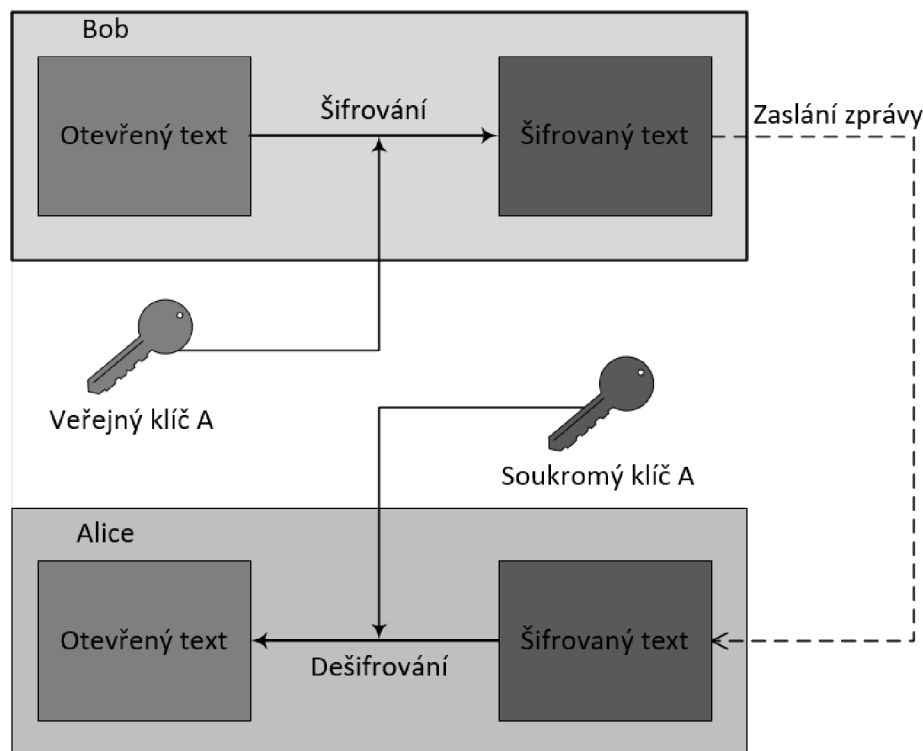 Bob
Otevřený text
Šifrování
Šifrovaný text
Zaslání zprávy
Veřejný klíč A
Soukromý klíč A
Alice
Otevřený text
Dešifrování
Šifrovaný text